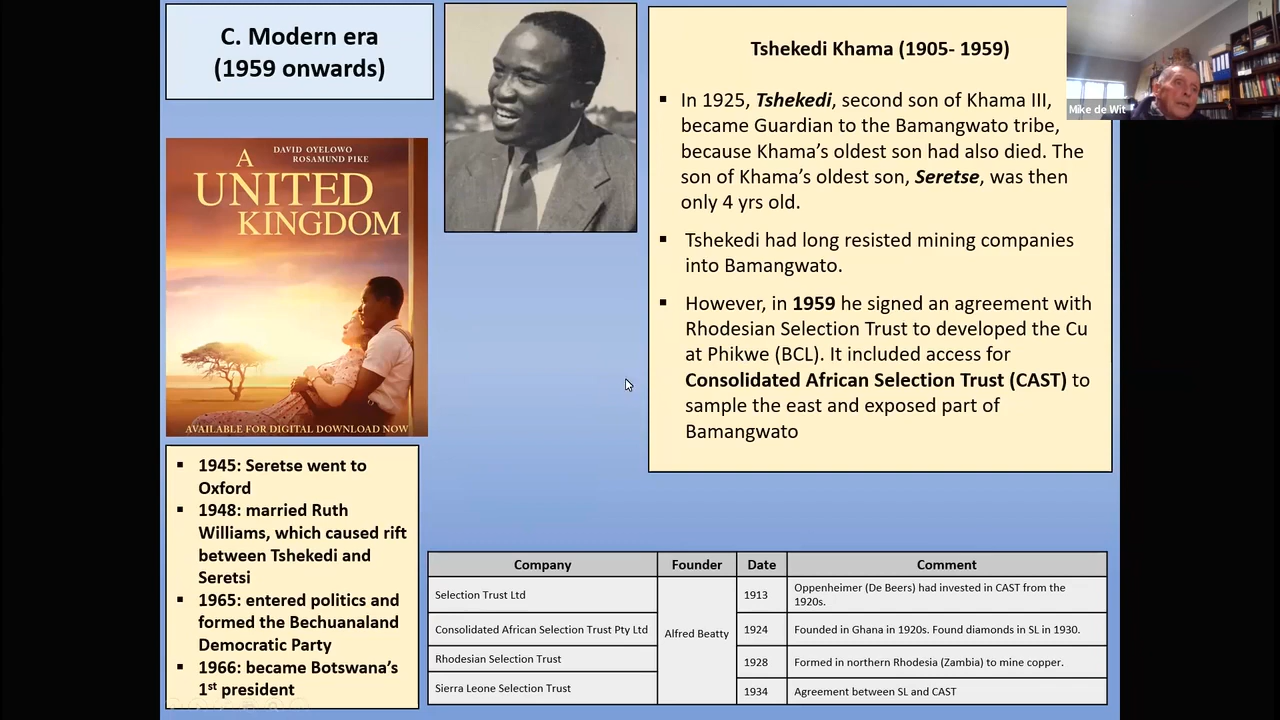 C. Modern era
(1959 onwards)
DAVID OYELOWO
ROSAMUND PIKE
A
UNITED
KINGDOM
AVAILABLE FOR DIGITAL DOWNLOAD NOW
▪ 1945: Seretse went to
Oxford
▪ 1948: married Ruth
Williams, which caused rift
between Tshekedi and
Seretsi
▪ 1965: entered politics and
formed the Bechuanaland
Democratic Party
▪ 1966: became Botswana’s
1st president
Tshekedi Khama (1905- 1959)
▪ In 1925, Tshekedi, second son of Khama III,
became Guardian to the Bamangwato tribe,
because Khama’s oldest son had also died. The
son of Khama’s oldest son, Seretse, was then
only 4 yrs old.
▪ Tshekedi had long resisted mining companies
into Bamangwato.
▪ However, in 1959 he signed an agreement with
Rhodesian Selection Trust to developed the Cu
at Phikwe (BCL). It included access for
Consolidated African Selection Trust (CAST) to
sample the east and exposed part of
Bamangwato
Mike de Wit
Company Founder Date Comment
Selection Trust Ltd 1913 Oppenheimer (De Beers) had invested in CAST from the
1920s.
Consolidated African Selection Trust Pty Ltd Alfred Beatty 1924 Founded in Ghana in 1920s. Found diamonds in SL in 1930.
Rhodesian Selection Trust 1928 Formed in northern Rhodesia (Zambia) to mine copper.
Sierra Leone Selection Trust 1934 Agreement between SL and CAST